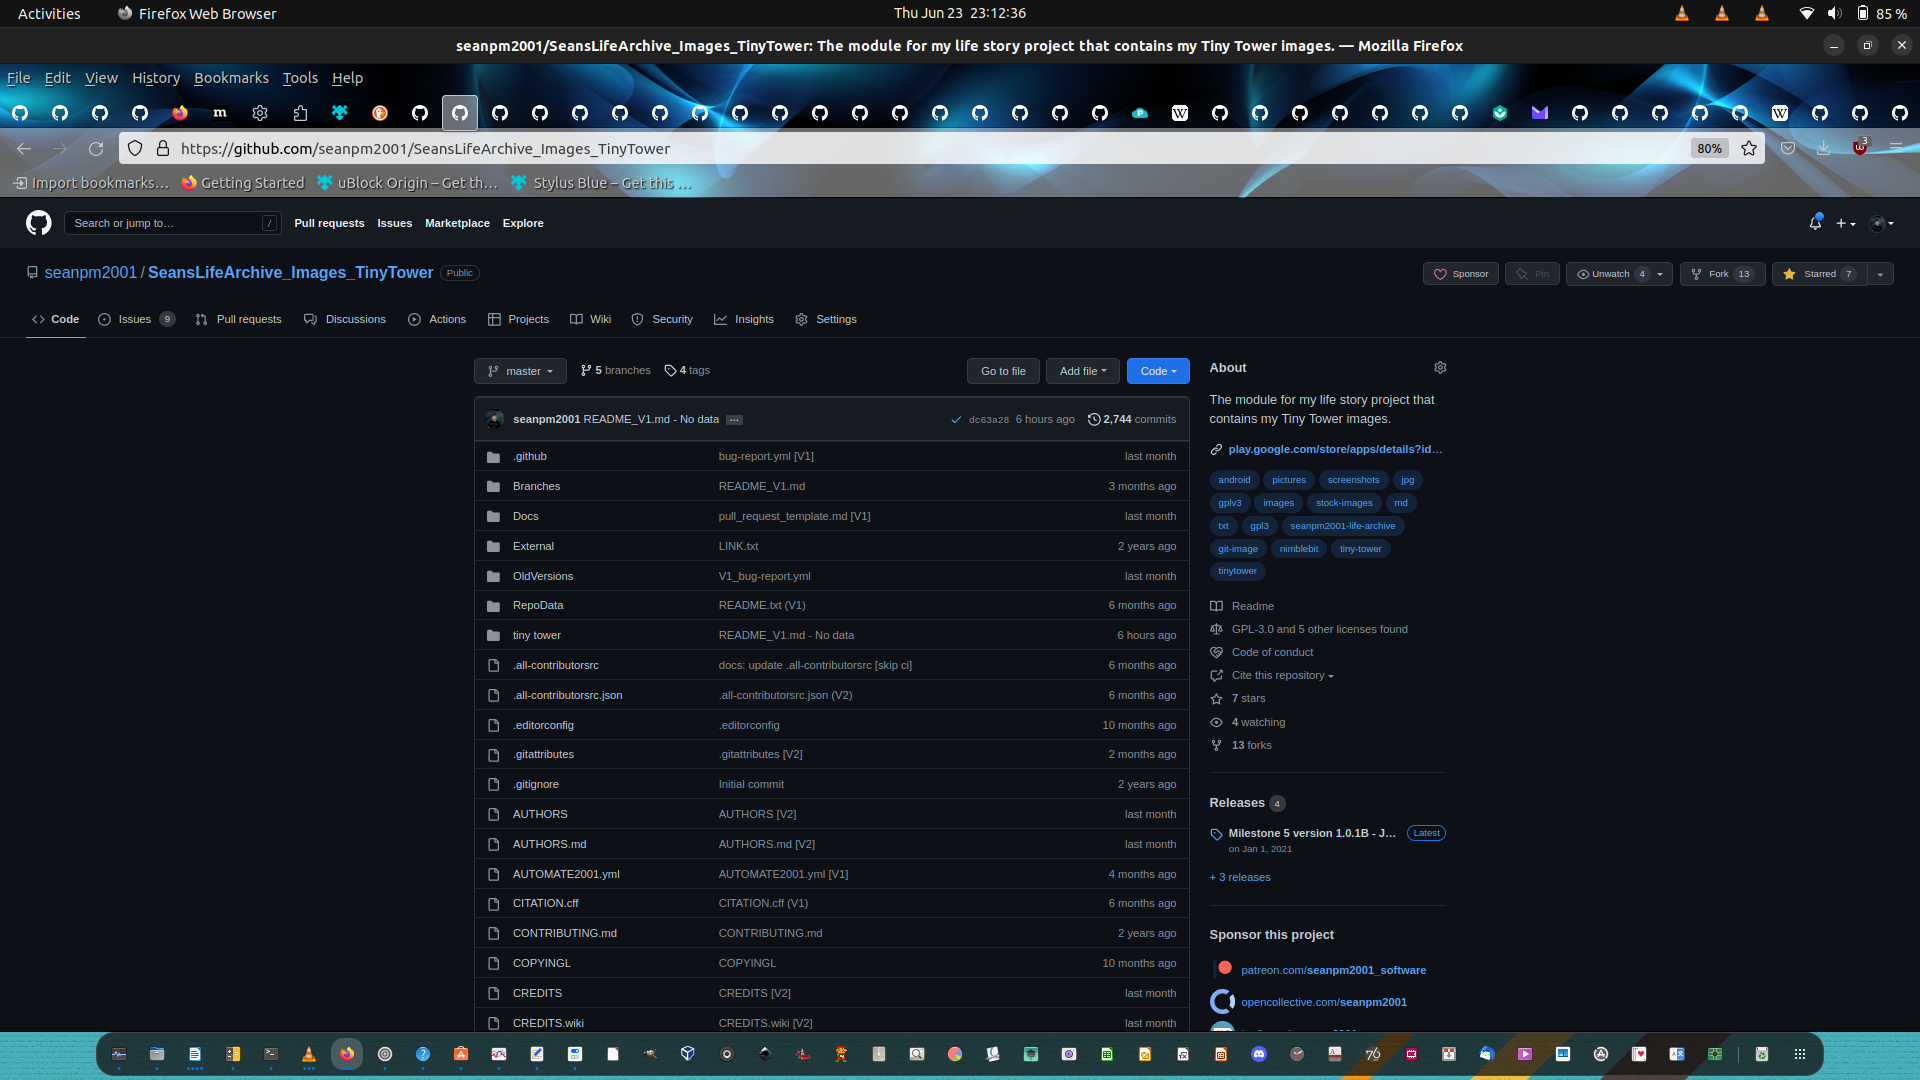 Activities Firefox Web Browser Thu Jun 23 23:12:36 85 %
seanpm2001/SeansLifeArchive_Images_TinyTower: The module for my life story project that contains my Tiny Tower images. — Mozilla Firefox
File Edit View History Bookmarks Tools Help
https://github.com/seanpm2001/SeansLifeArchive_Images_TinyTower 80% 3
Import bookmarks… Getting Started uBlock Origin – Get th… Stylus Blue – Get this …
Search or jump to… / Pull requests Issues Marketplace Explore
seanpm2001 / SeansLifeArchive_Images_TinyTower Public Sponsor Pin Unwatch 4 Fork 13 Starred 7
Code Issues 9 Pull requests Discussions Actions Projects Wiki Security Insights Settings
master 5 branches 4 tags Go to file Add file Code
seanpm2001 README_V1.md - No data … dc63a28 6 hours ago 2,744 commits
.github bug-report.yml [V1] last month
Branches README_V1.md 3 months ago
Docs pull_request_template.md [V1] last month
External LINK.txt 2 years ago
OldVersions V1_bug-report.yml last month
RepoData README.txt (V1) 6 months ago
tiny tower README_V1.md - No data 6 hours ago
.all-contributorsrc docs: update .all-contributorsrc [skip ci] 6 months ago
.all-contributorsrc.json .all-contributorsrc.json (V2) 6 months ago
.editorconfig .editorconfig 10 months ago
.gitattributes .gitattributes [V2] 2 months ago
.gitignore Initial commit 2 years ago
AUTHORS AUTHORS [V2] last month
AUTHORS.md AUTHORS.md [V2] last month
AUTOMATE2001.yml AUTOMATE2001.yml [V1] 4 months ago
CITATION.cff CITATION.cff (V1) 6 months ago
CONTRIBUTING.md CONTRIBUTING.md 2 years ago
COPYINGL COPYINGL 10 months ago
CREDITS CREDITS [V2] last month
CREDITS.wiki CREDITS.wiki [V2] last month
About
The module for my life story project that
contains my Tiny Tower images.
play.google.com/store/apps/details?id…
android pictures screenshots jpg
gplv3 images stock-images md
txt gpl3 seanpm2001-life-archive
git-image nimblebit tiny-tower
tinytower
Readme
GPL-3.0 and 5 other licenses found
Code of conduct
Cite this repository
7 stars
4 watching
13 forks
Releases 4
Milestone 5 version 1.0.1B - J… Latest
on Jan 1, 2021
+ 3 releases
Sponsor this project
patreon.com/seanpm2001_software
opencollective.com/seanpm2001